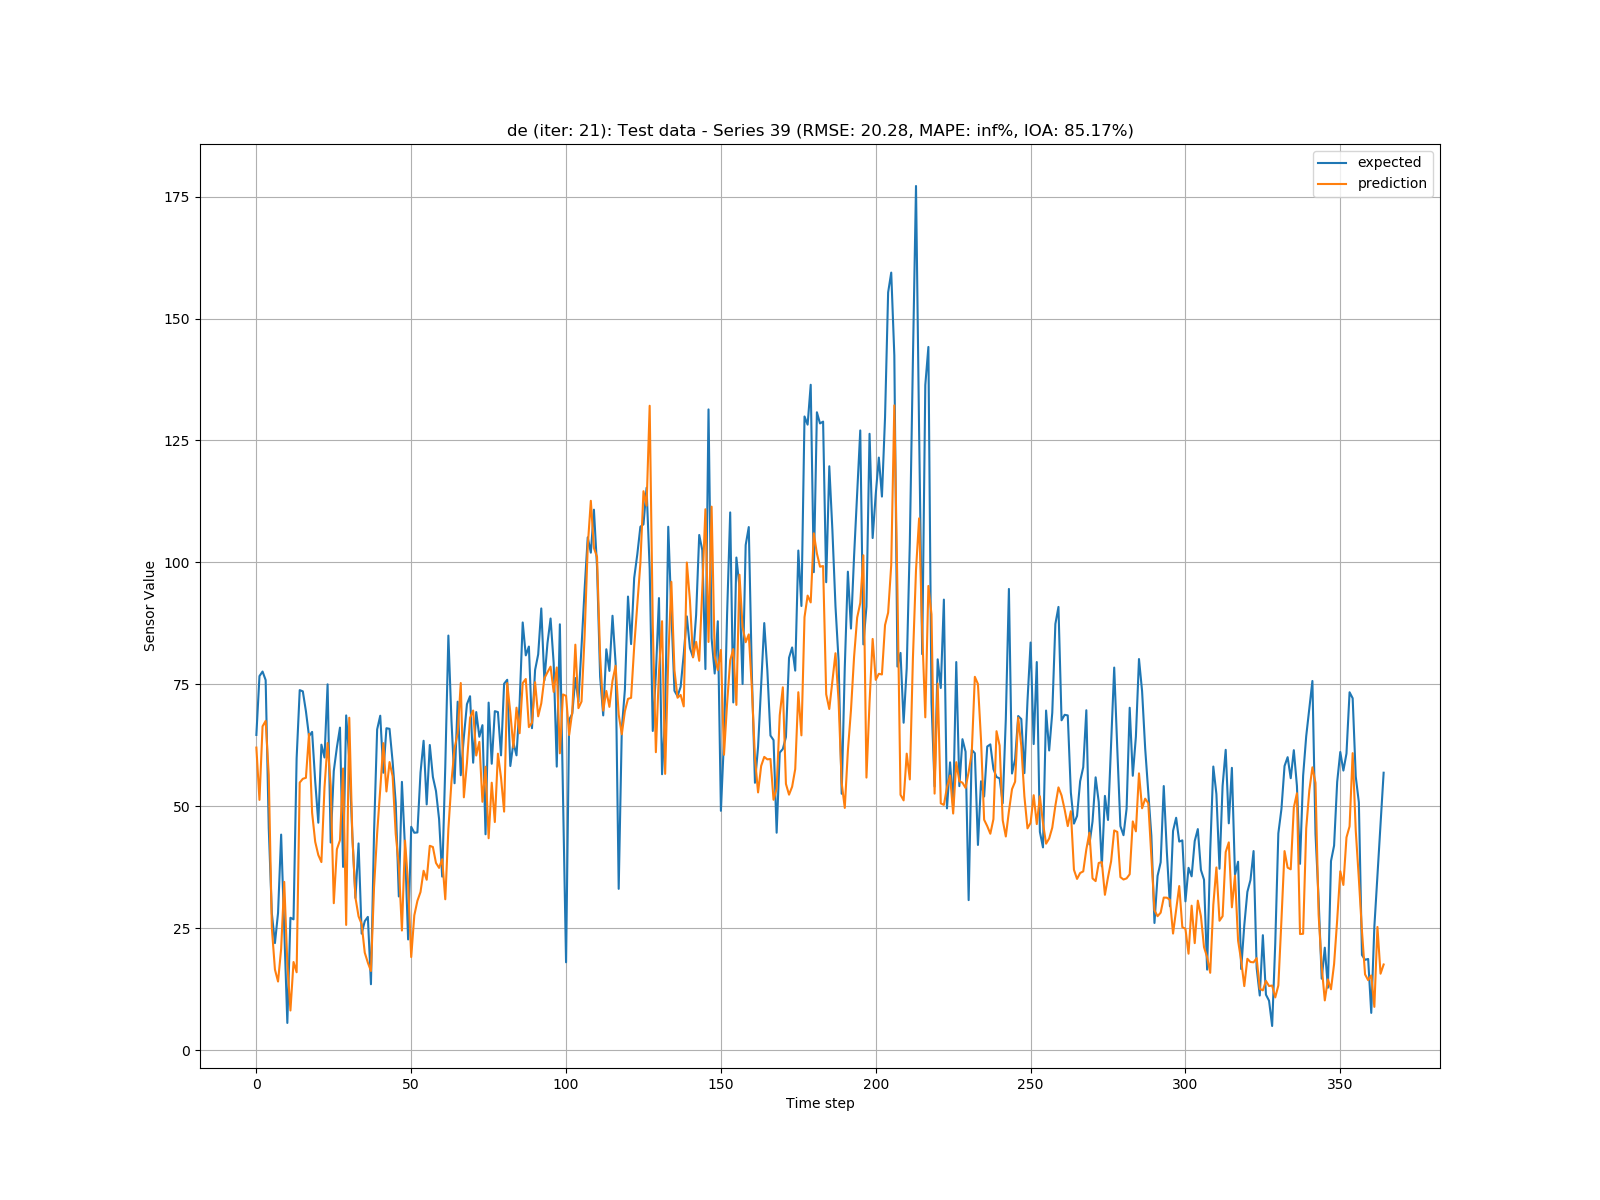 de (iter: 21): Test data - Series 39 (RMSE: 20.28, MAPE: inf%, IOA: 85.17%)
expected
prediction
175
150
125
100
75
50
25
0
Sensor Value
0 50 100 150 200 250 300 350
Time step